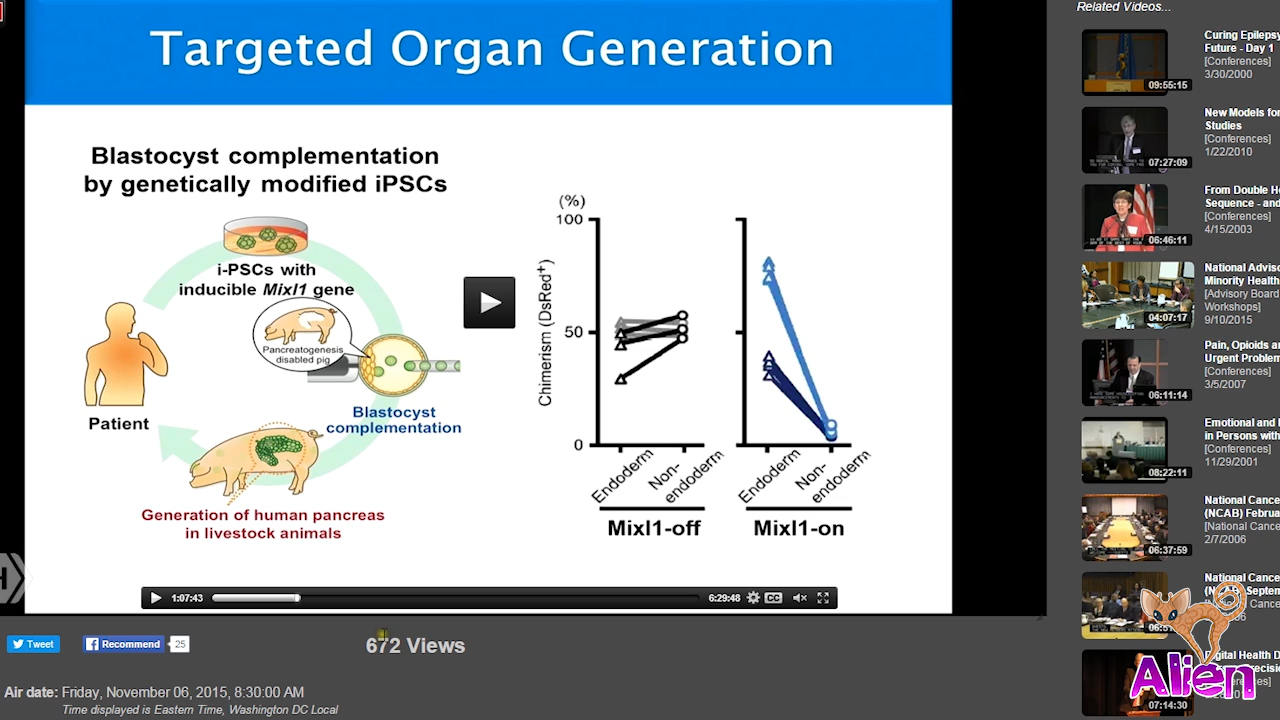 Targeted Organ Generation
Blastocyst complementation
by genetically modified iPSCs
i-PSCs with
inducible Mixl1 gene
Pancreatogenesis
disabled pig
Patient
Blastocyst
complementation
Generation of human pancreas
in livestock animals
(%)
100
50
0
Chimerism (DsRed+)
Endoderm
Non-
endoderm
Endoderm
Non-
endoderm
Mixl1-off
Mixl1-on
1:07:43
6:29:48
CC
Tweet
Recommend
25
672 Views
Air date: Friday, November 06, 2015, 8:30:00 AM
Time displayed is Eastern Time, Washington DC Local
Related Videos...
09:55:15
Curing Epilepsy
Future - Day 1
[Conferences]
3/30/2000
07:27:09
New Models for
Studies
[Conferences]
1/22/2010
06:46:11
From Double He
Sequence - and
[Conferences]
4/15/2003
04:07:17
National Adviso
Minority Health
[Advisory Board
Workshops]
9/10/2015
06:11:14
Pain, Opioids an
Urgent Problem
[Conferences]
3/5/2007
08:22:11
Emotional and
in Persons with
[Conferences]
11/29/2001
06:37:59
National Cance
(NCAB) Februa
[National Cance
2/7/2006
National Cance
Septem
Cance
Digital Health D
07:14:30
Alien